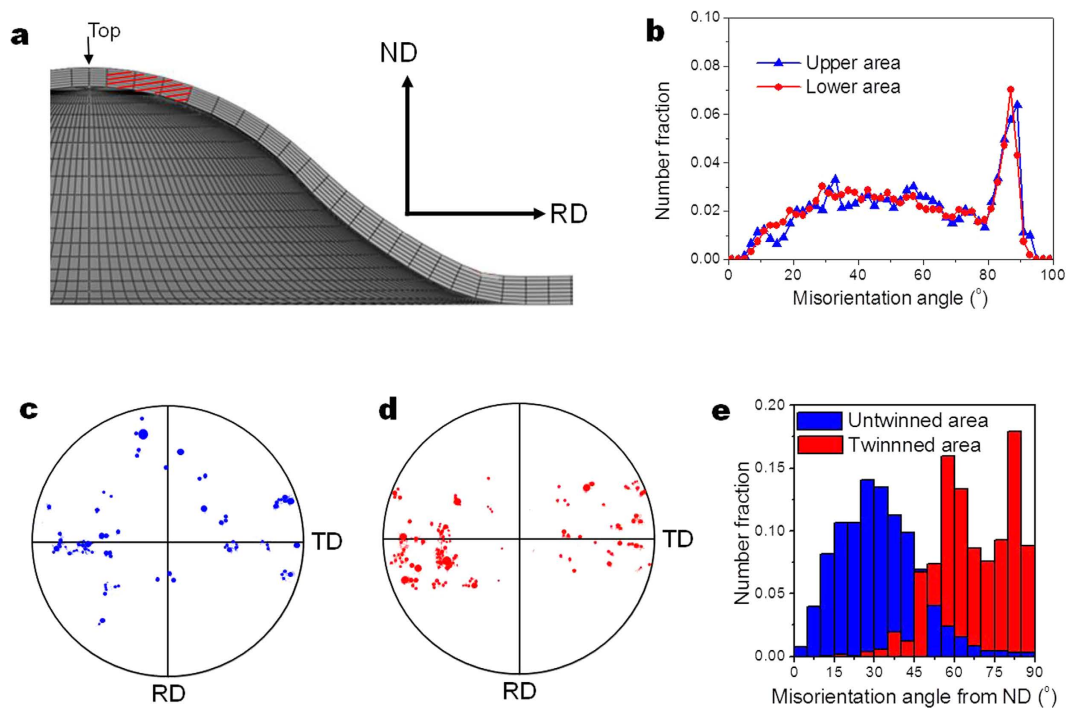 a
Top
ND
RD
b
0.10
0.08
0.06
0.04
0.02
0.00
Number fraction
Upper area
Lower area
0
20
40
60
80
100
Misorientation angle (°)
c
TD
RD
d
TD
RD
e
0.20
0.15
0.10
0.05
0.00
Number fraction
Untwinned area
Twinnned area
0
15
30
45
60
75
90
Misorientation angle from ND (°)